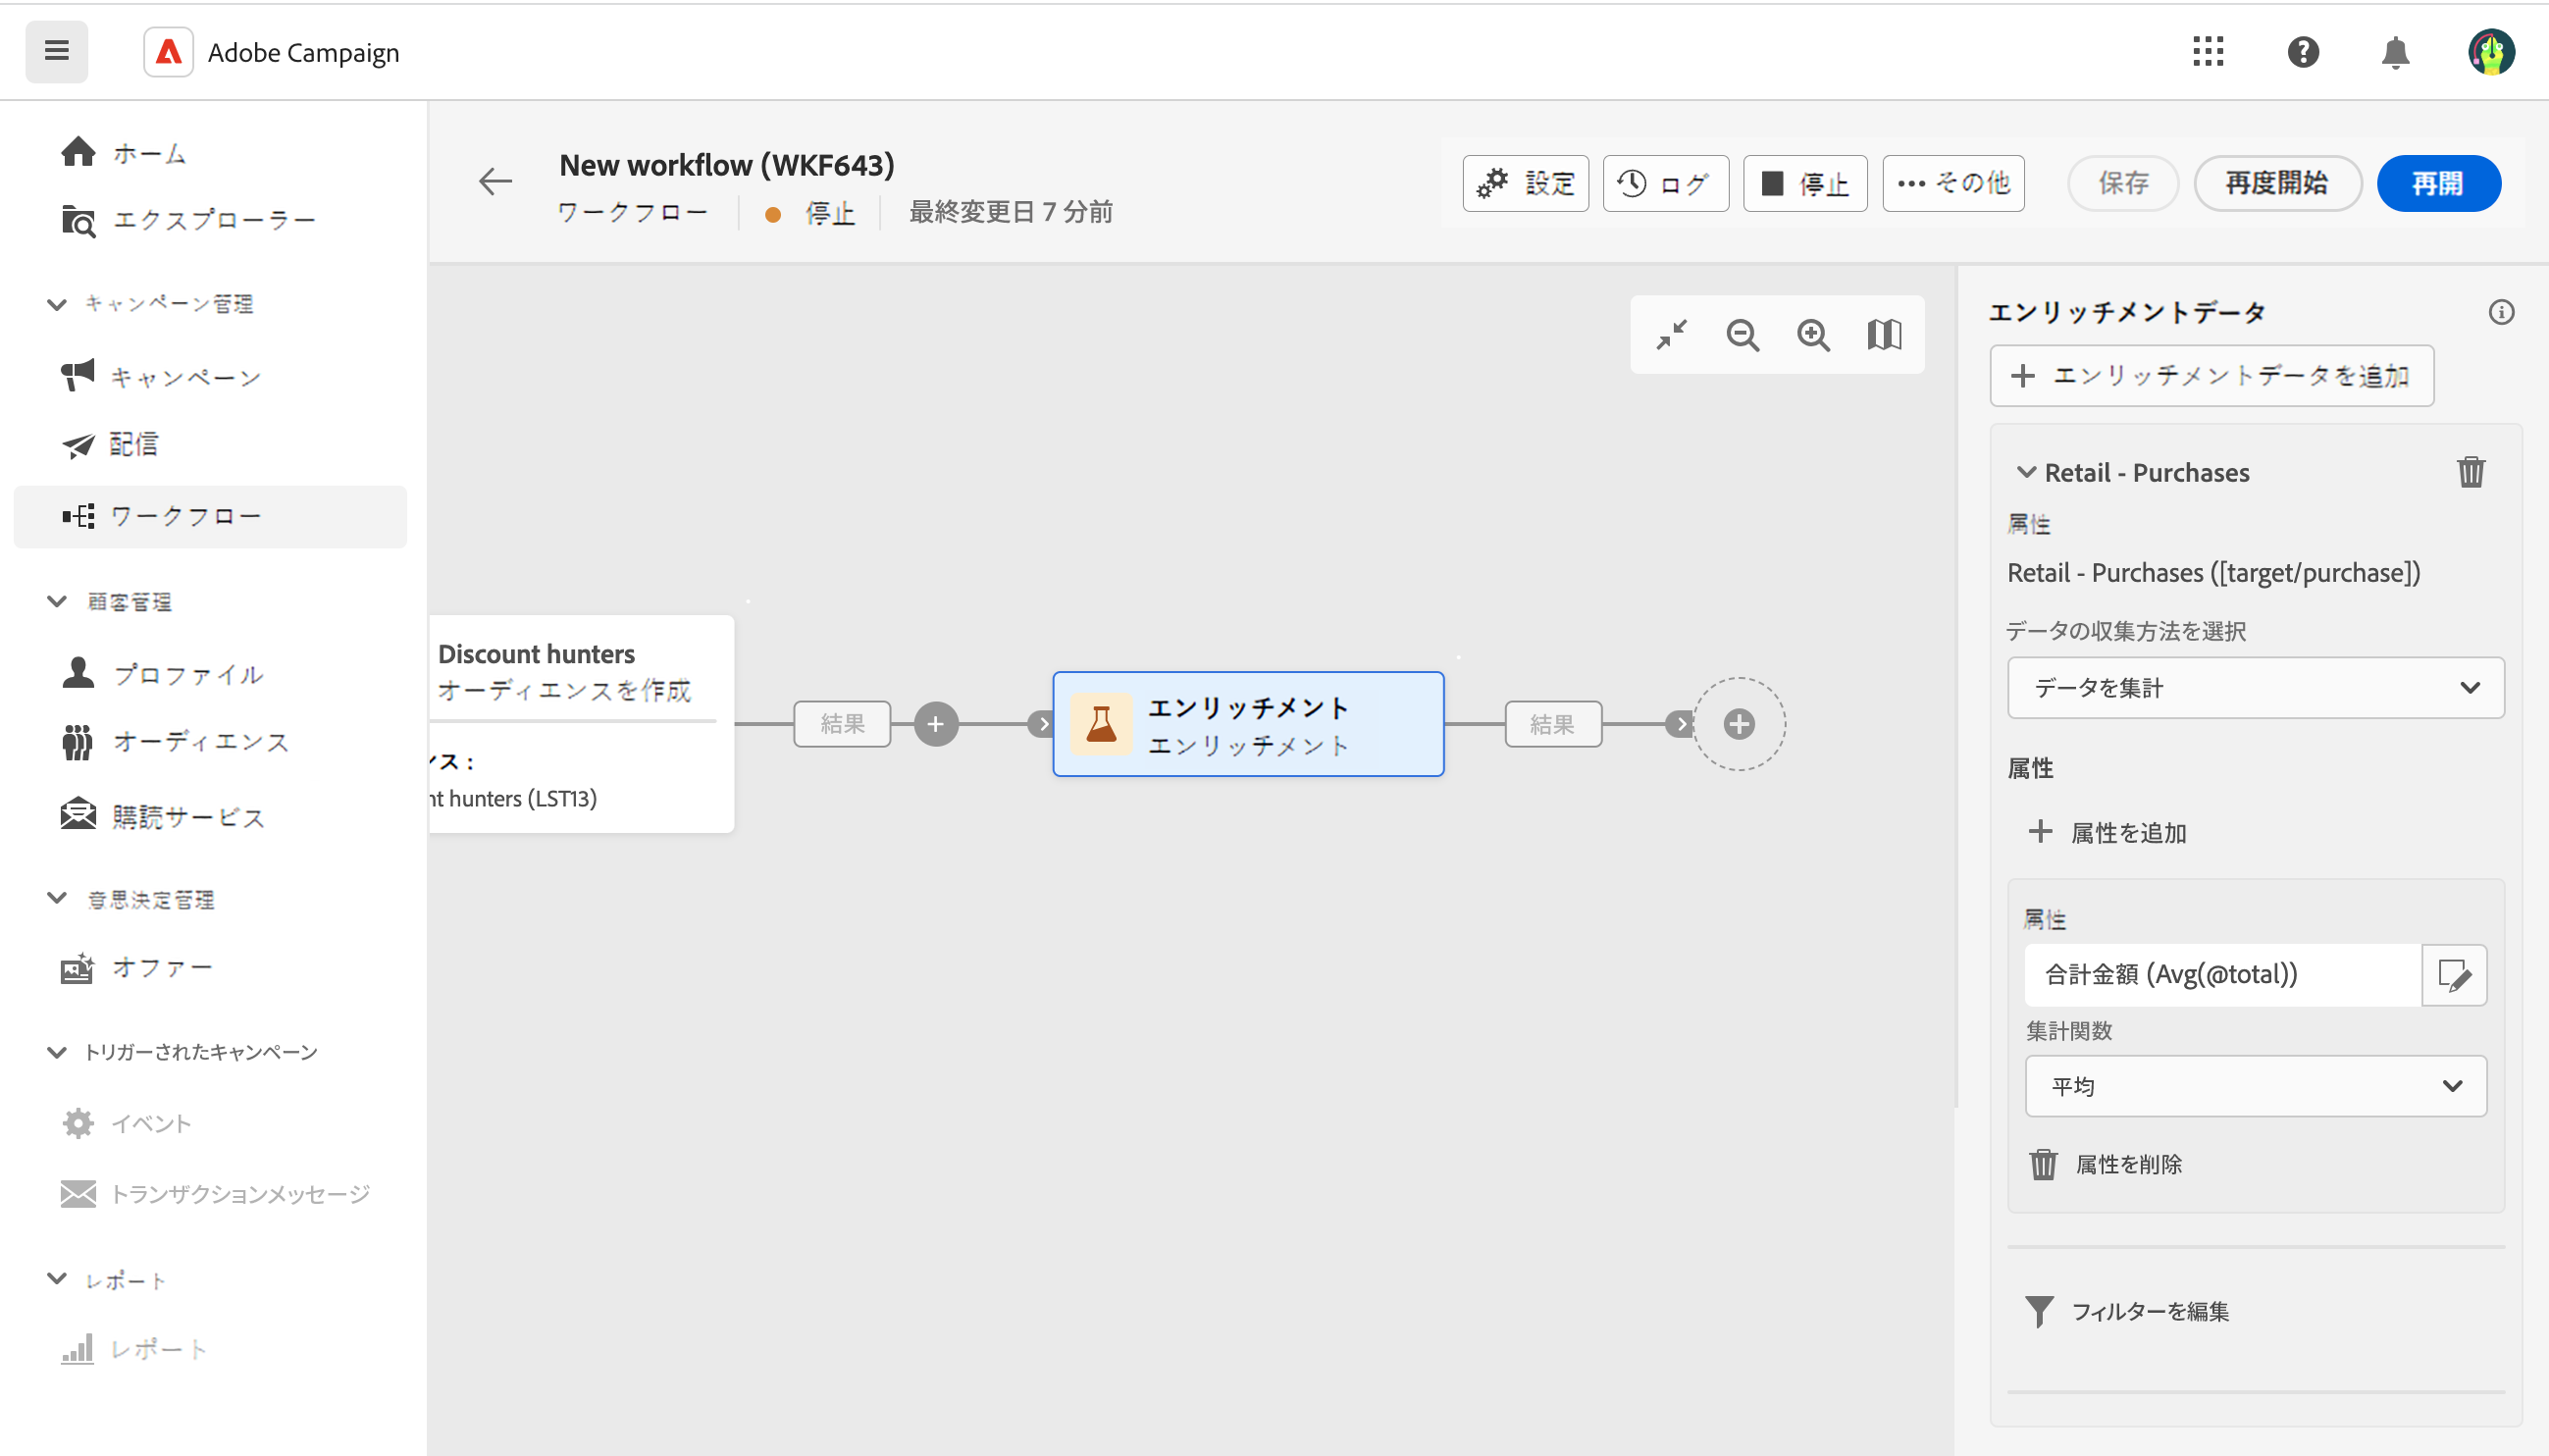 Adobe Campaign
ホーム
エクスプローラー
キャンペーン管理
キャンペーン
配信
ワークフロー
顧客管理
プロファイル
オーディエンス
購読サービス
意思決定管理
オファー
トリガーされたキャンペーン
イベント
トランザクションメッセージ
レポート
レポート
New workflow (WKF643)
ワークフロー
停止
最終変更日 7 分前
設定
ログ
停止
その他
保存
再度開始
再開
Discount hunters
オーディエンスを作成
ンス：
nt hunters (LST13)
結果
エンリッチメント
エンリッチメント
結果
エンリッチメントデータ
エンリッチメントデータを追加
Retail - Purchases
属性
Retail - Purchases ([target/purchase])
データの収集方法を選択
データを集計
属性
属性を追加
属性
合計金額 (Avg(@total))
集計関数
平均
属性を削除
フィルターを編集